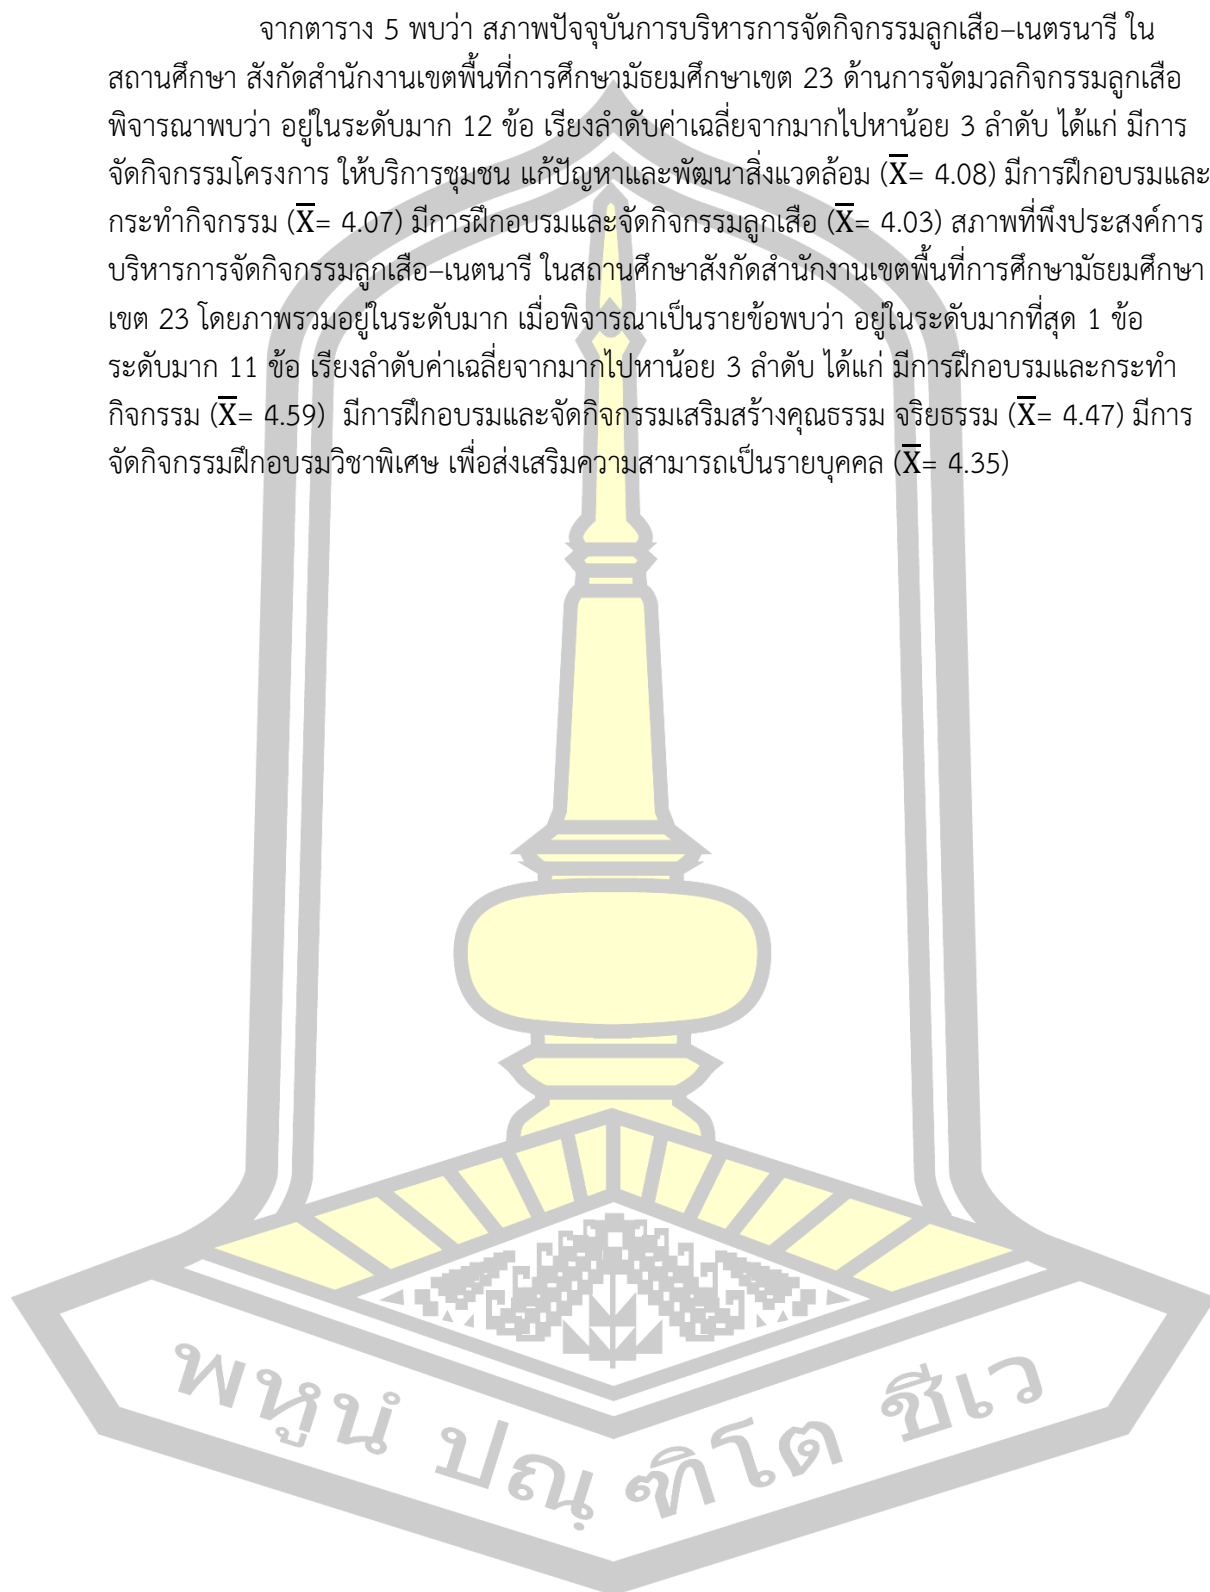 จากตาราง 5 พบว่า สภาพปัจจุบันการบริหารการจัดกิจกรรมลูกเสือ–เนตรนารี ใน
สถานศึกษา สังกัดสำนักงานเขตพื้นที่การศึกษามัธยมศึกษาเขต 23 ด้านการจัดมวลกิจกรรมลูกเสือ
พิจารณาพบว่า อยู่ในระดับมาก 12 ข้อ เรียงลำดับค่าเฉลี่ยจากมากไปหาน้อย 3 ลำดับ ได้แก่ มีการ
จัดกิจกรรมโครงการ ให้บริการชุมชน แก้ปัญหาและพัฒนาสิ่งแวดล้อม (X̅= 4.08) มีการฝึกอบรมและ
กระทำกิจกรรม (X̅= 4.07) มีการฝึกอบรมและจัดกิจกรรมลูกเสือ (X̅= 4.03) สภาพที่พึงประสงค์การ
บริหารการจัดกิจกรรมลูกเสือ–เนตนารี ในสถานศึกษาสังกัดสำนักงานเขตพื้นที่การศึกษามัธยมศึกษา
เขต 23 โดยภาพรวมอยู่ในระดับมาก เมื่อพิจารณาเป็นรายข้อพบว่า อยู่ในระดับมากที่สุด 1 ข้อ
ระดับมาก 11 ข้อ เรียงลำดับค่าเฉลี่ยจากมากไปหาน้อย 3 ลำดับ ได้แก่ มีการฝึกอบรมและกระทำ
กิจกรรม (X̅= 4.59) มีการฝึกอบรมและจัดกิจกรรมเสริมสร้างคุณธรรม จริยธรรม (X̅= 4.47) มีการ
จัดกิจกรรมฝึกอบรมวิชาพิเศษ เพื่อส่งเสริมความสามารถเป็นรายบุคคล (X̅= 4.35)
พหูนํ ปณฺ ฑิโต ชีเว